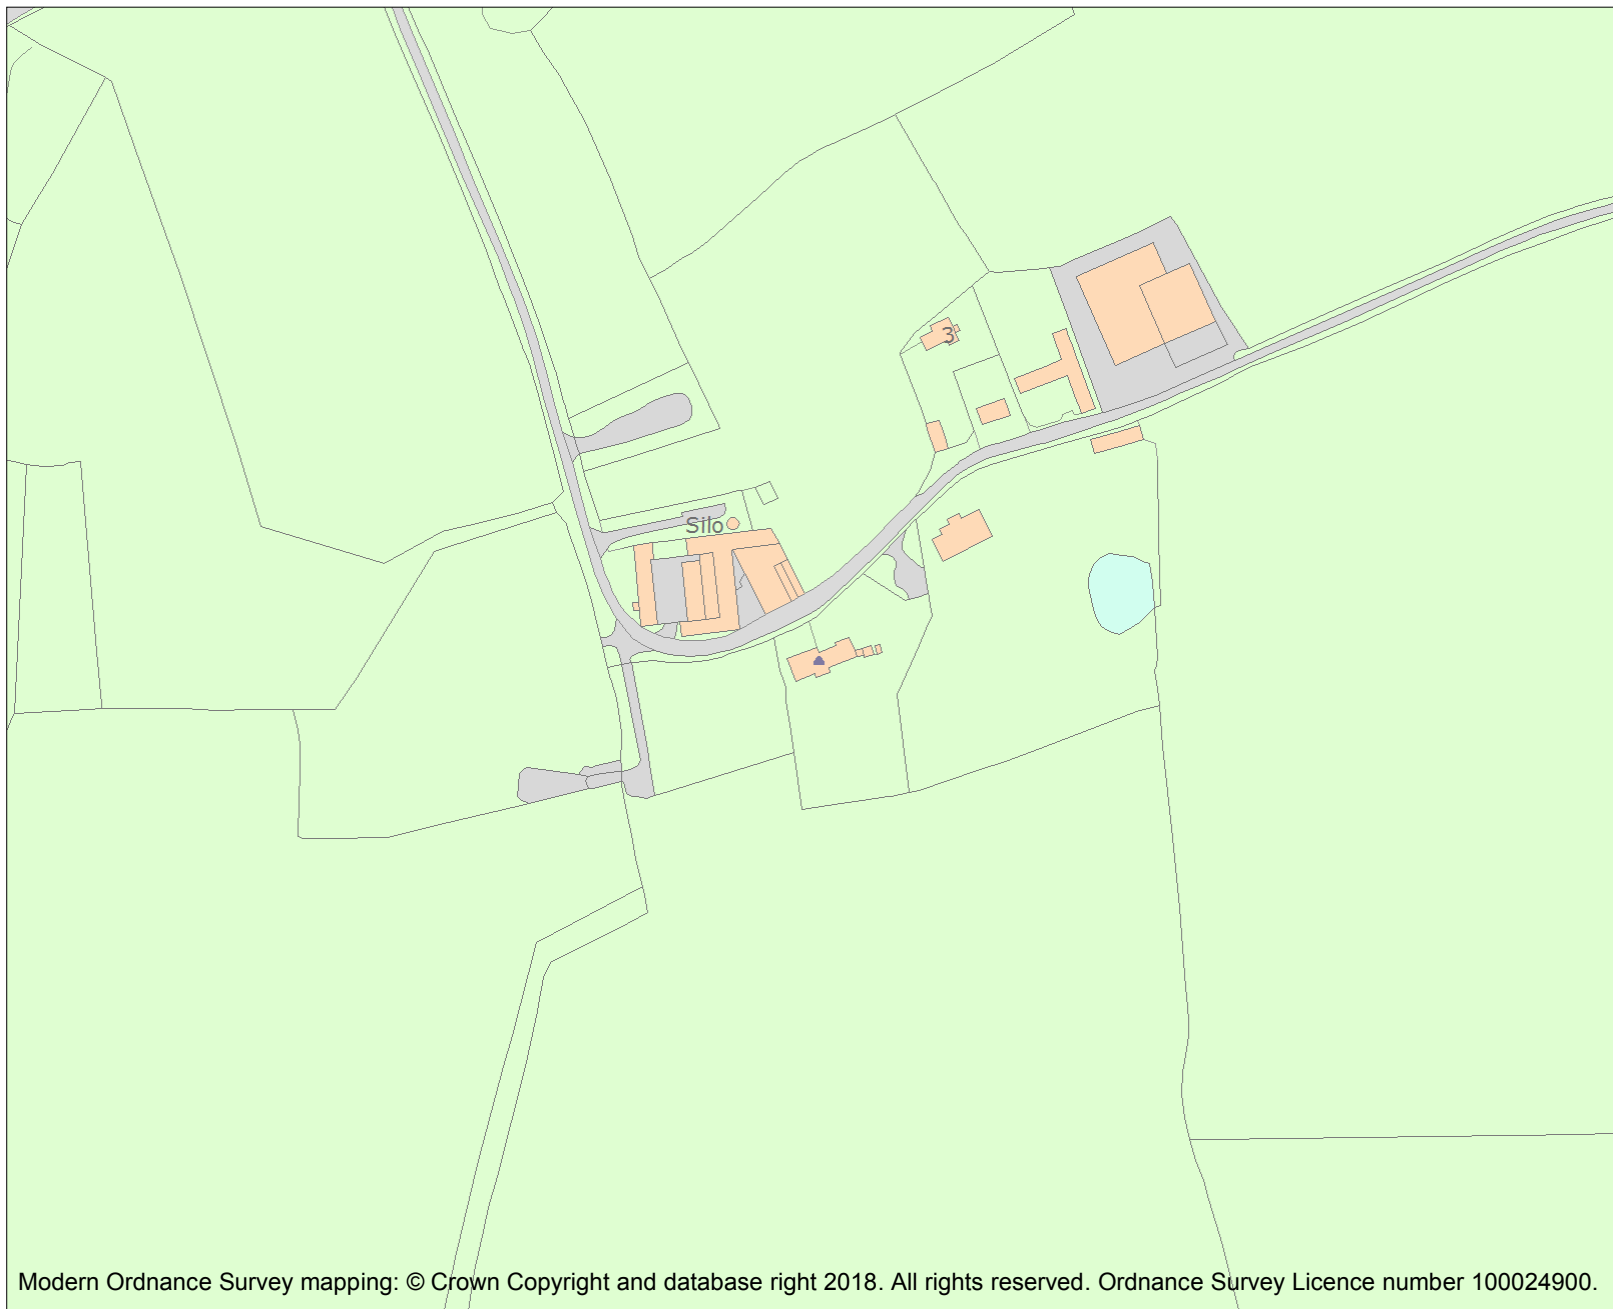 3
Silo
Modern Ordnance Survey mapping: © Crown Copyright and database right 2018. All rights reserved. Ordnance Survey Licence number 100024900.